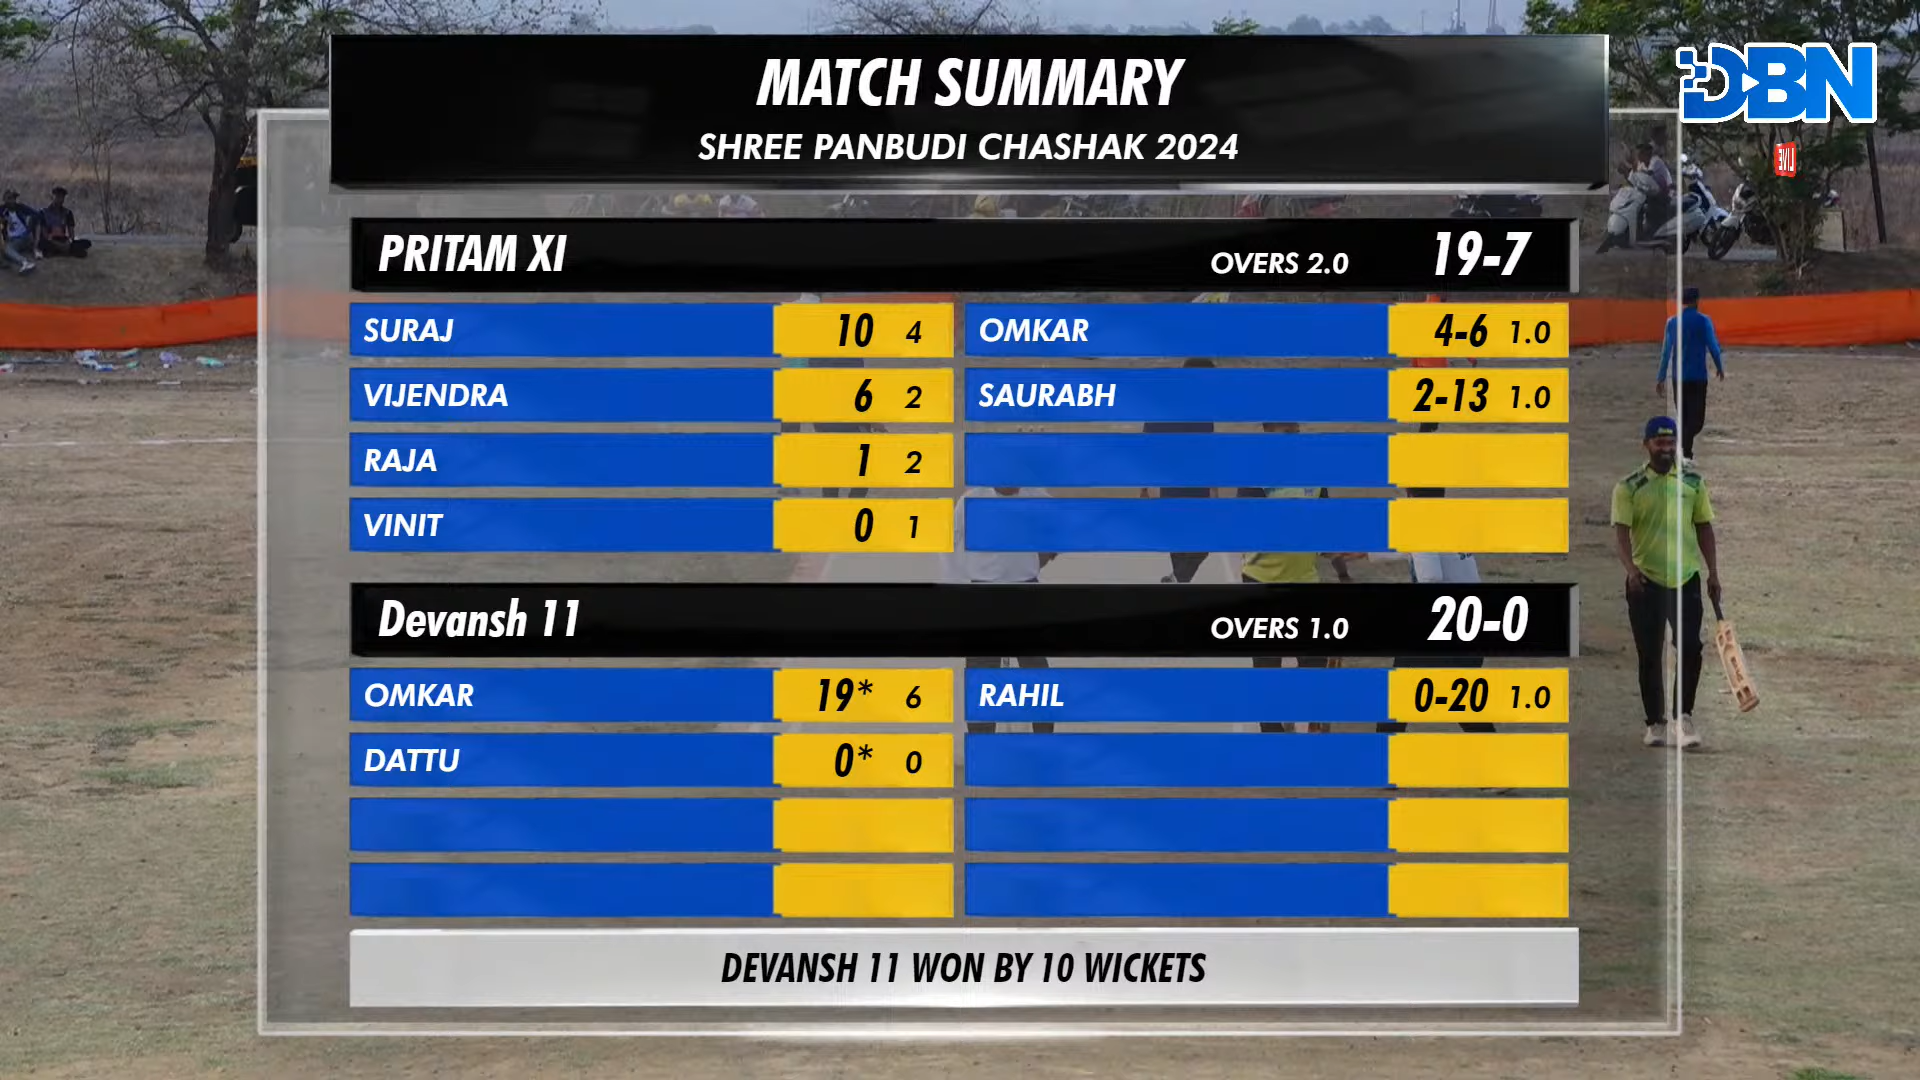 MATCH SUMMARY
SHREE PANBUDI CHASHAK 2024
DBN
LIVE
PRITAM XI OVERS 2.0 19-7
SURAJ 10 4 OMKAR 4-6 1.0
VIJENDRA 6 2 SAURABH 2-13 1.0
RAJA 1 2
VINIT 0 1
Devansh 11 OVERS 1.0 20-0
OMKAR 19* 6 RAHIL 0-20 1.0
DATTU 0* 0
DEVANSH 11 WON BY 10 WICKETS